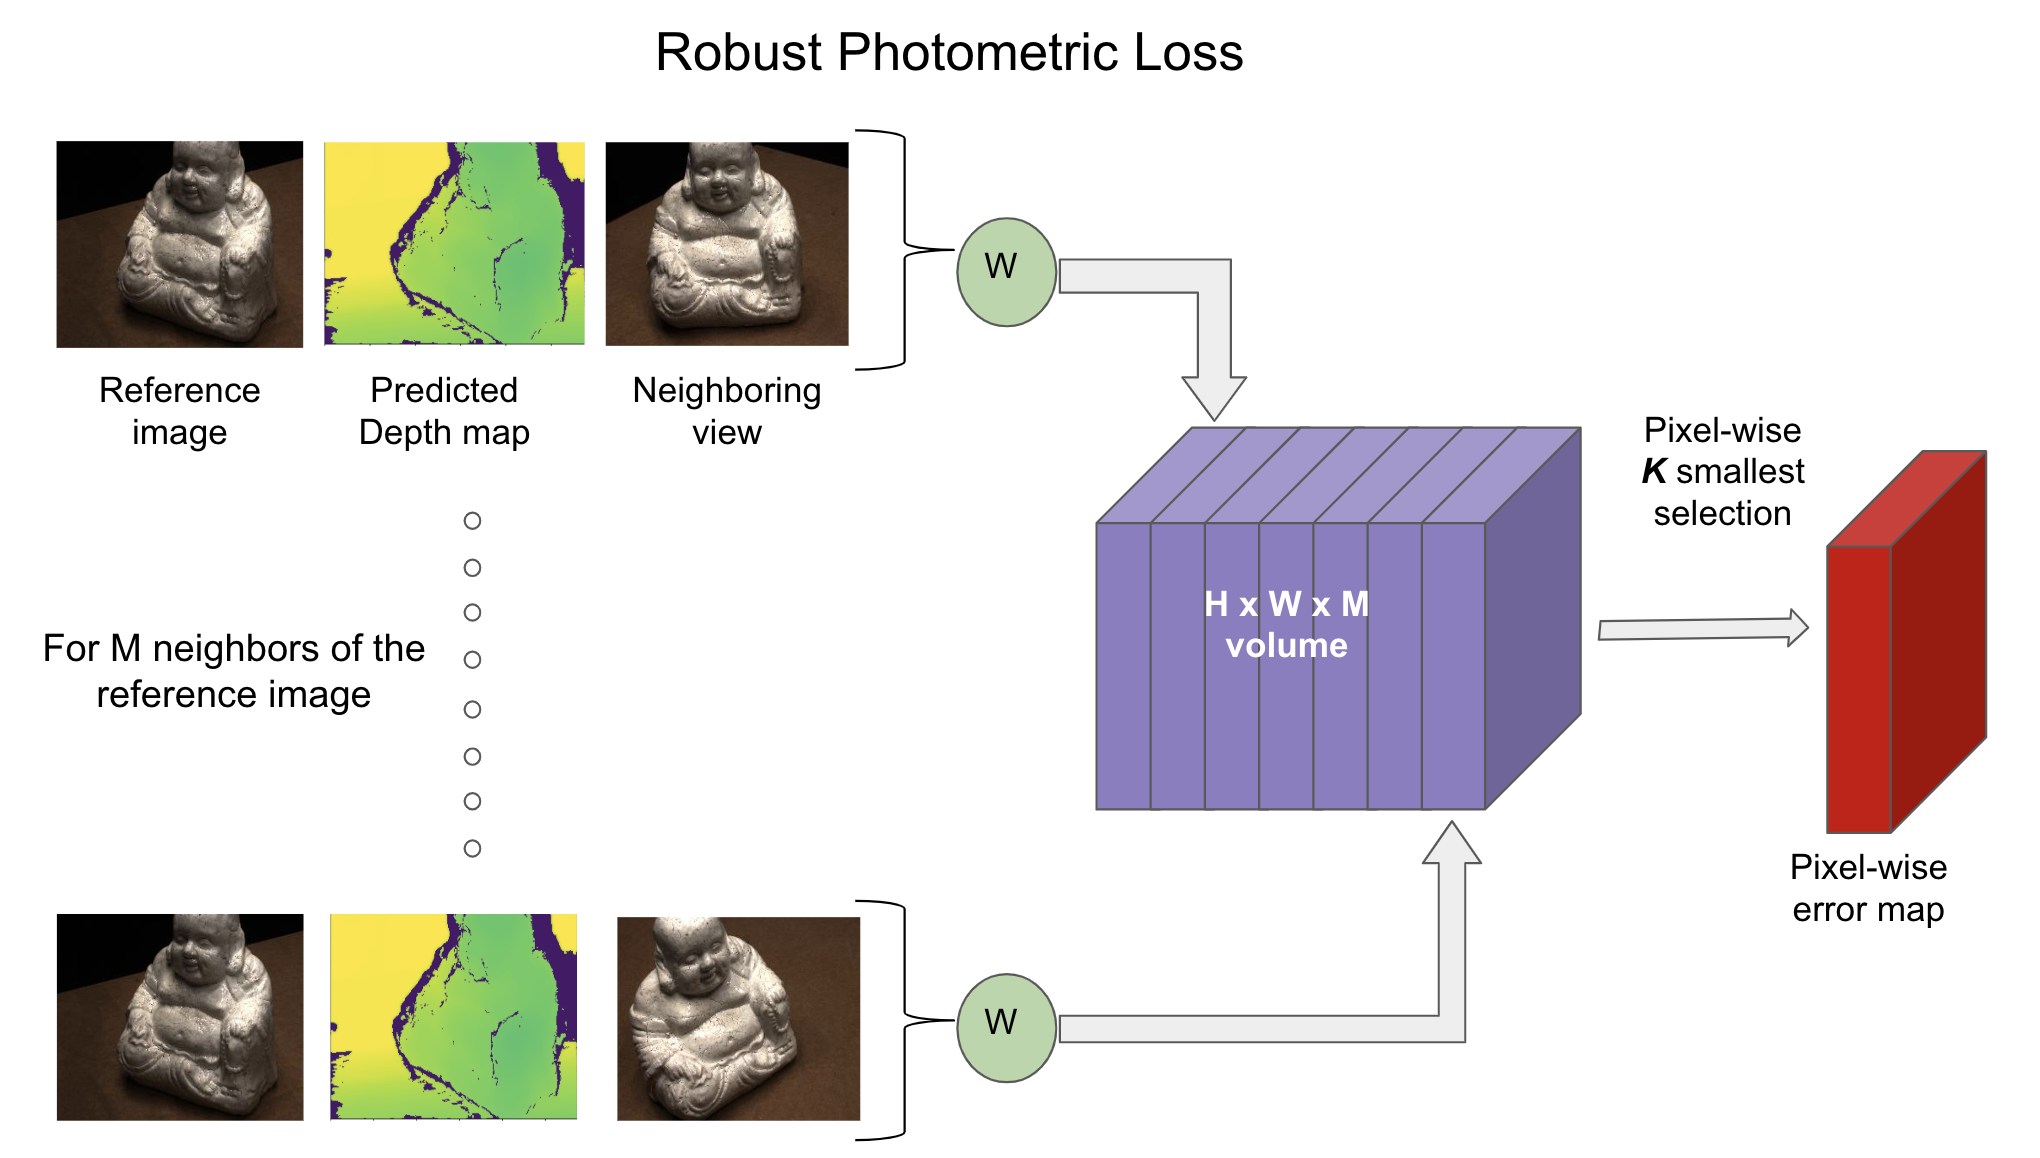 Robust Photometric Loss
Reference
image
Predicted
Depth map
Neighboring
view
W
For M neighbors of the
reference image
H x W x M
volume
Pixel-wise
K smallest
selection
Pixel-wise
error map
W